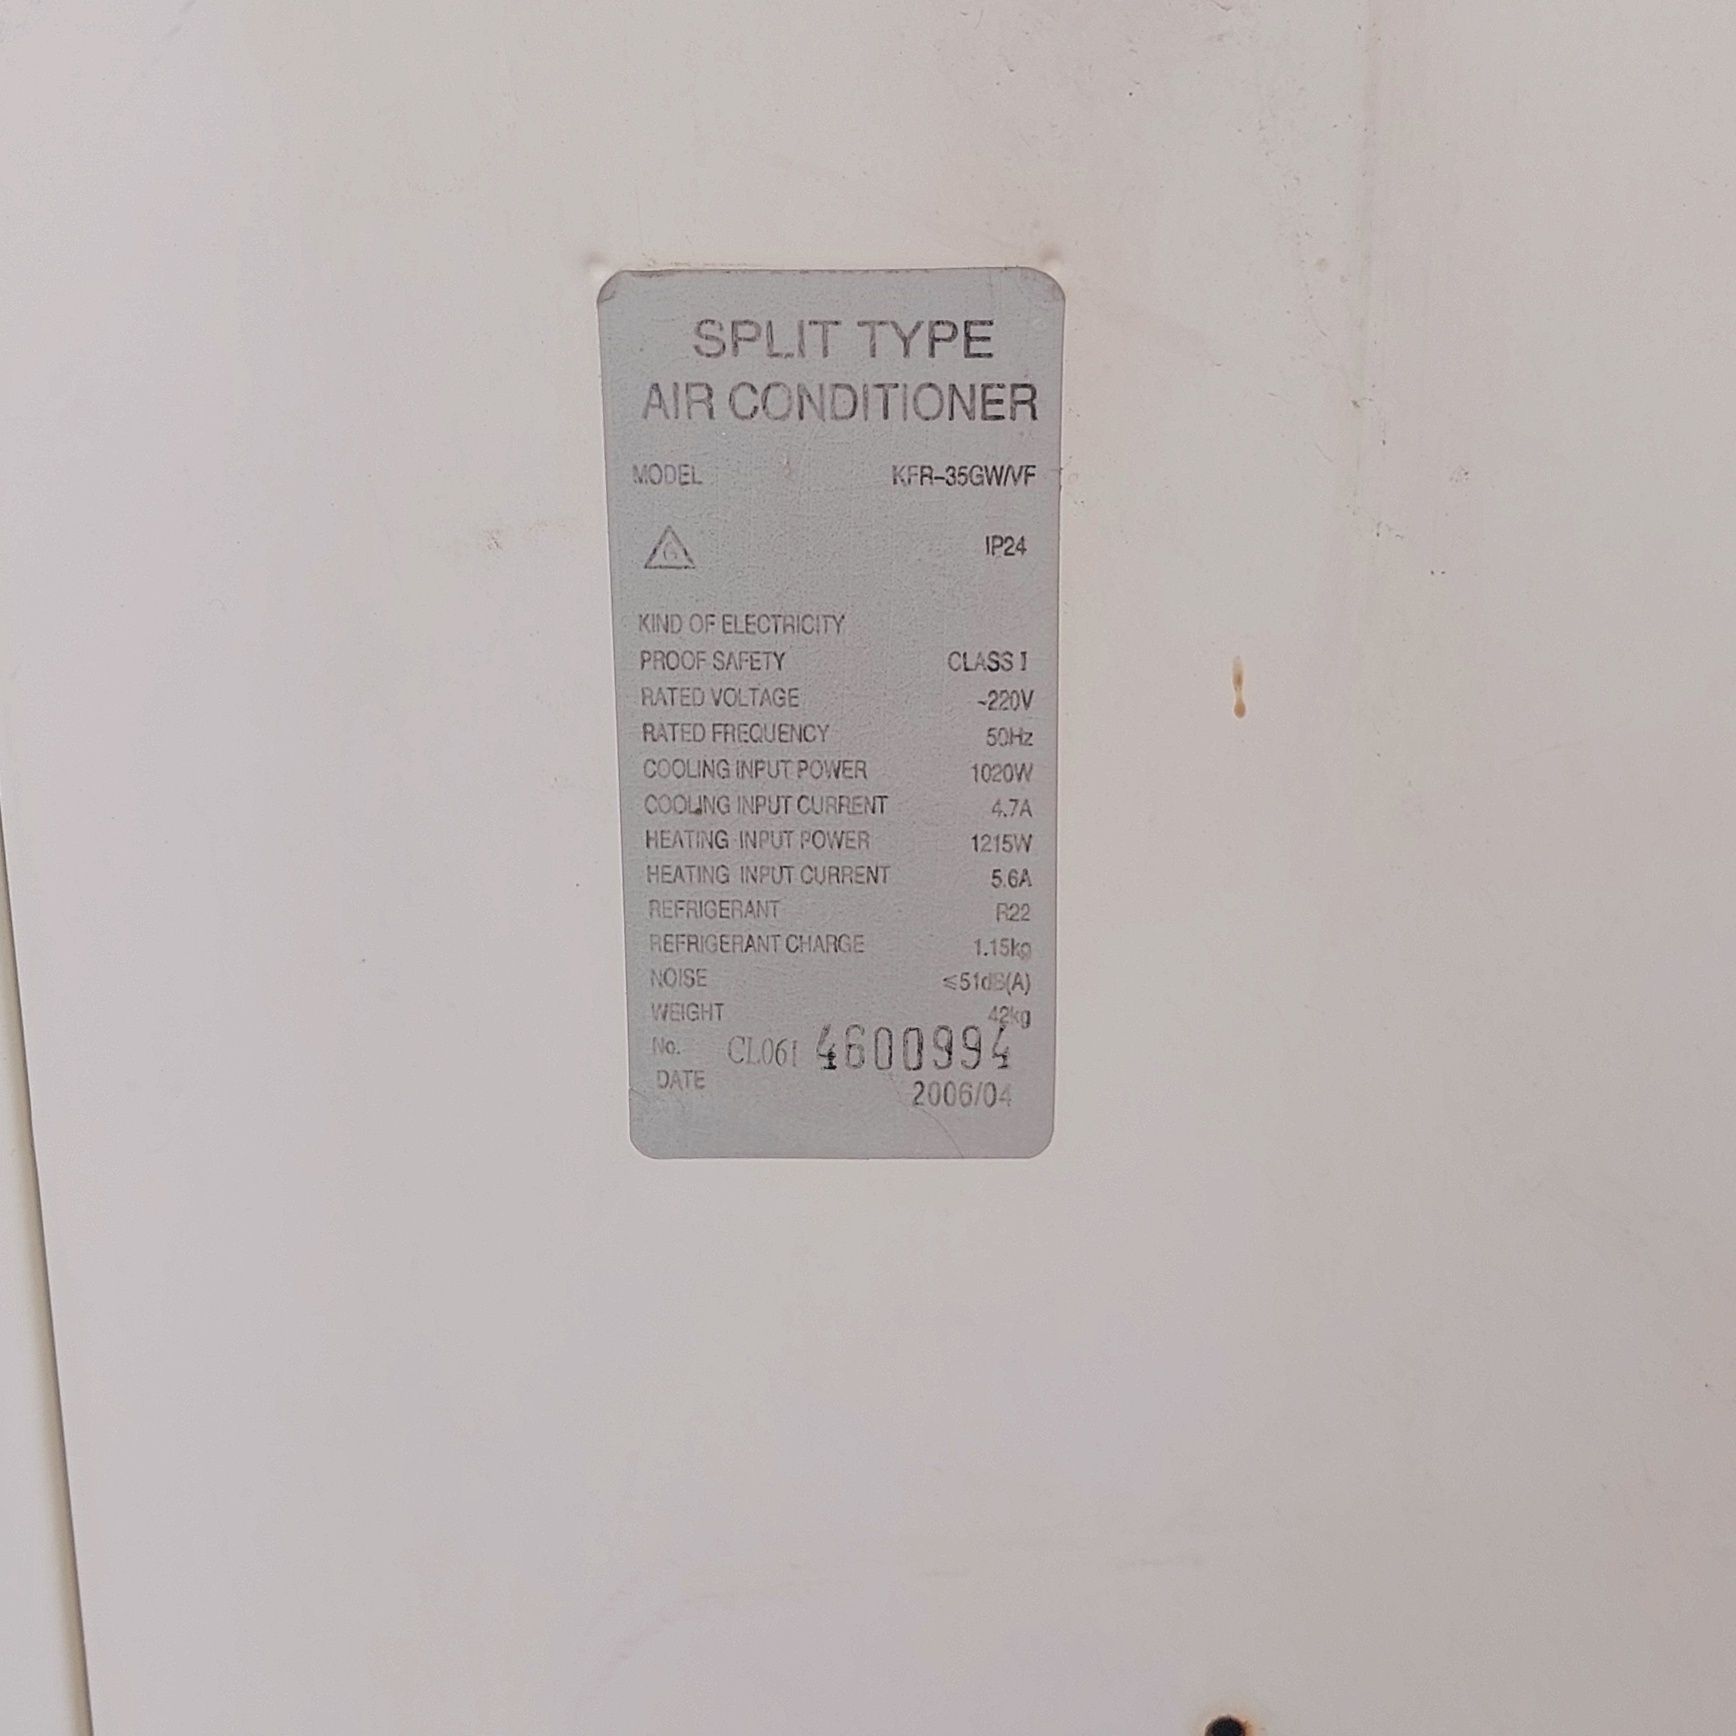 SPLIT TYPE
AIR CONDITIONER
MODEL KFR-35GW/VF
G IP24
KIND OF ELECTRICITY
PROOF SAFETY CLASS I
RATED VOLTAGE ~220V
RATED FREQUENCY 50Hz
COOLING INPUT POWER 1020W
COOLING INPUT CURRENT 4.7A
HEATING INPUT POWER 1215W
HEATING INPUT CURRENT 5.6A
REFRIGERANT R22
REFRIGERANT CHARGE 1.15kg
NOISE ≤51dB(A)
WEIGHT 42kg
No. CL061 4600994
DATE 2006/04